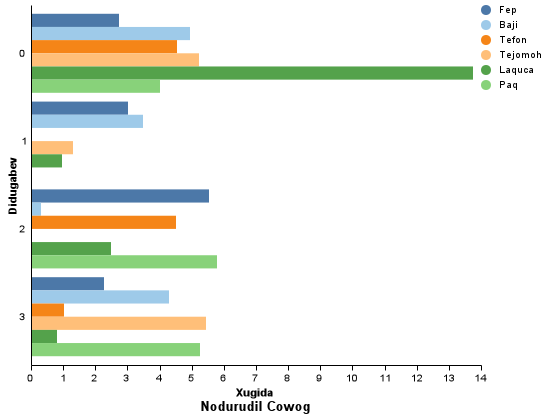 Fep
Baji
Tefon
Tejomoh
Laquca
Paq
Didugabev
0
1
2
3
0 1 2 3 4 5 6 7 8 9 10 11 12 13 14
Xugida
Nodurudil Cowog